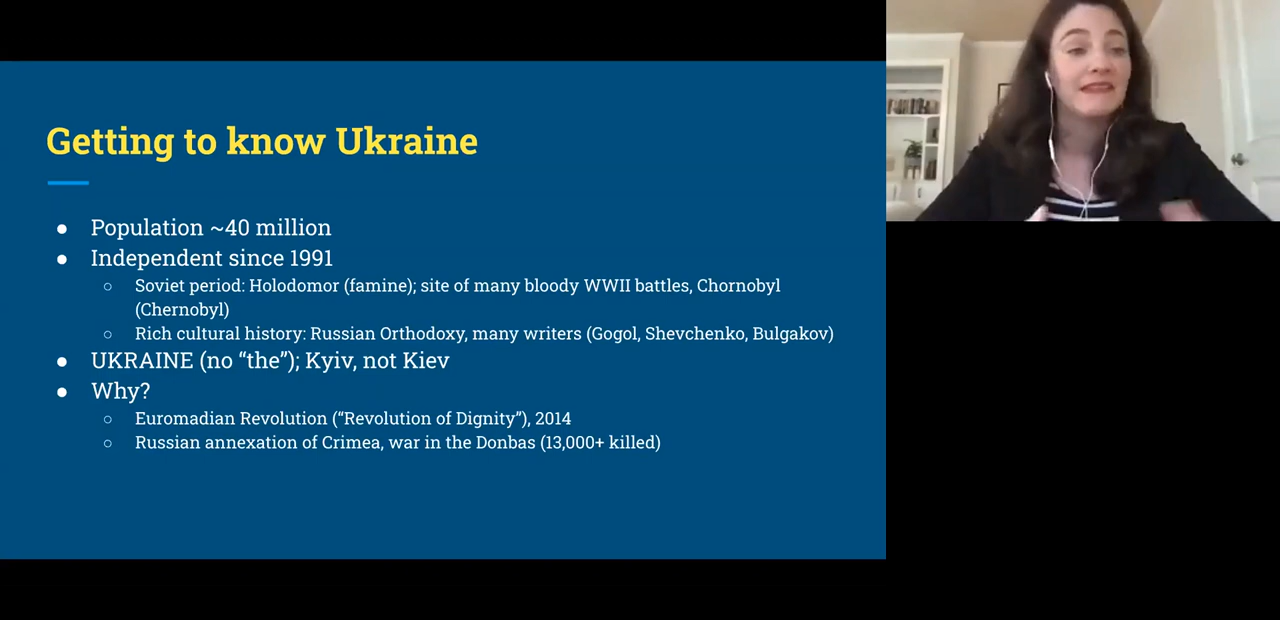 Getting to know Ukraine
● Population ~40 million
● Independent since 1991
○ Soviet period: Holodomor (famine); site of many bloody WWII battles, Chornobyl
(Chernobyl)
○ Rich cultural history: Russian Orthodoxy, many writers (Gogol, Shevchenko, Bulgakov)
● UKRAINE (no “the”); Kyiv, not Kiev
● Why?
○ Euromadian Revolution (“Revolution of Dignity”), 2014
○ Russian annexation of Crimea, war in the Donbas (13,000+ killed)